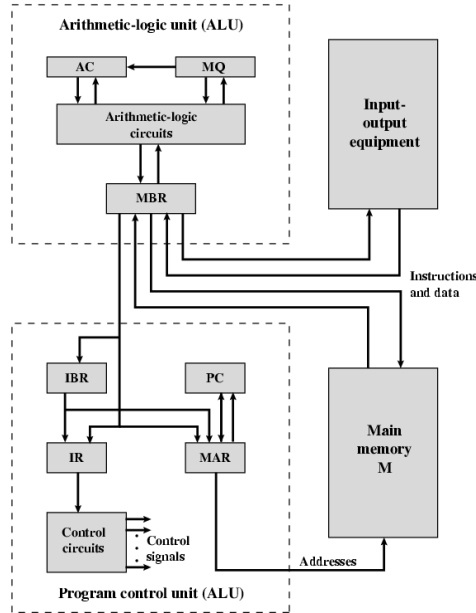 Arithmetic-logic unit (ALU)
AC
MQ
Arithmetic-logic
circuits
MBR
Input-
output
equipment
Instructions
and data
IBR
PC
IR
MAR
Main
memory
M
Control
circuits
Control
signals
Addresses
Program control unit (ALU)